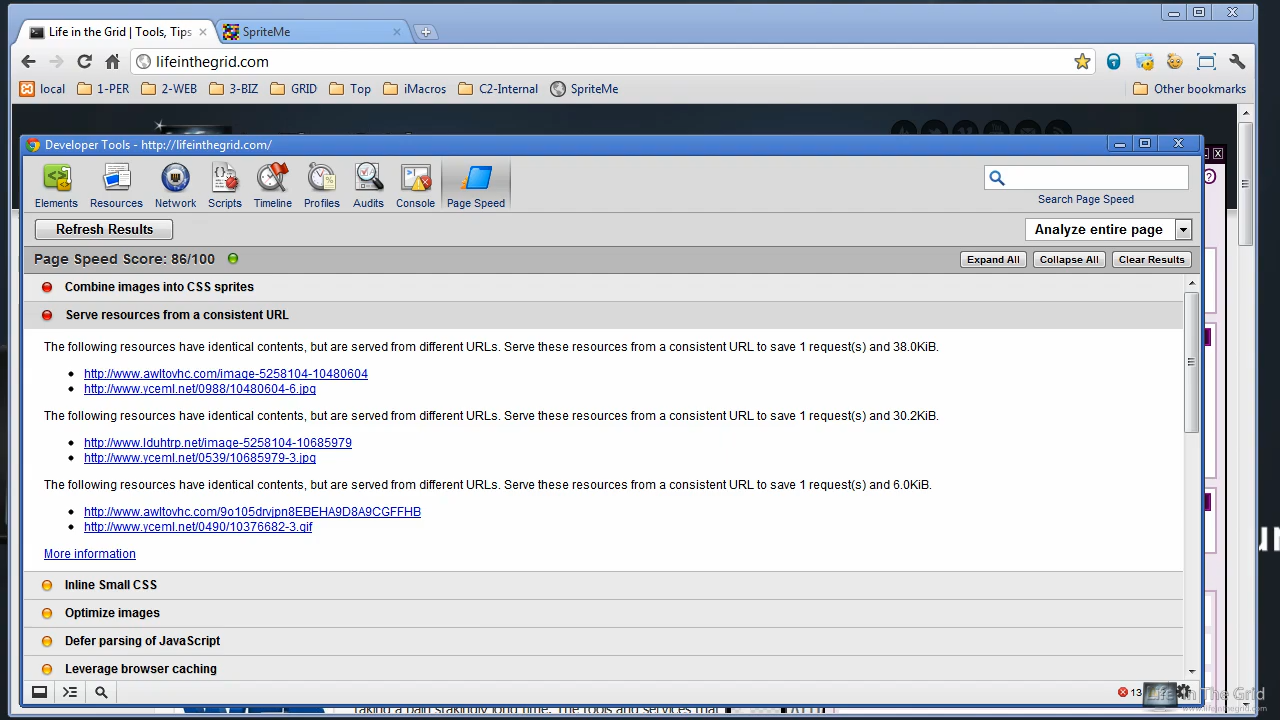 Life in the Grid | Tools, Tips
SpriteMe
lifeinthegrid.com
local 1-PER 2-WEB 3-BIZ GRID Top iMacros C2-Internal SpriteMe Other bookmarks
Developer Tools - http://lifeinthegrid.com/
Elements Resources Network Scripts Timeline Profiles Audits Console Page Speed
Search Page Speed
Refresh Results
Analyze entire page
Page Speed Score: 86/100
Expand All Collapse All Clear Results
Combine images into CSS sprites
Serve resources from a consistent URL
The following resources have identical contents, but are served from different URLs. Serve these resources from a consistent URL to save 1 request(s) and 38.0KiB.
http://www.awltovhc.com/image-5258104-10480604
http://www.yceml.net/0988/10480604-6.jpg
The following resources have identical contents, but are served from different URLs. Serve these resources from a consistent URL to save 1 request(s) and 30.2KiB.
http://www.lduhtrp.net/image-5258104-10685979
http://www.yceml.net/0539/10685979-3.jpg
The following resources have identical contents, but are served from different URLs. Serve these resources from a consistent URL to save 1 request(s) and 6.0KiB.
http://www.awltovhc.com/9o105drvjpn8EBEHA9D8A9CGFFHB
http://www.yceml.net/0490/10376682-3.gif
More information
Inline Small CSS
Optimize images
Defer parsing of JavaScript
Leverage browser caching
13
Life In The Grid
www.lifeinthegrid.com